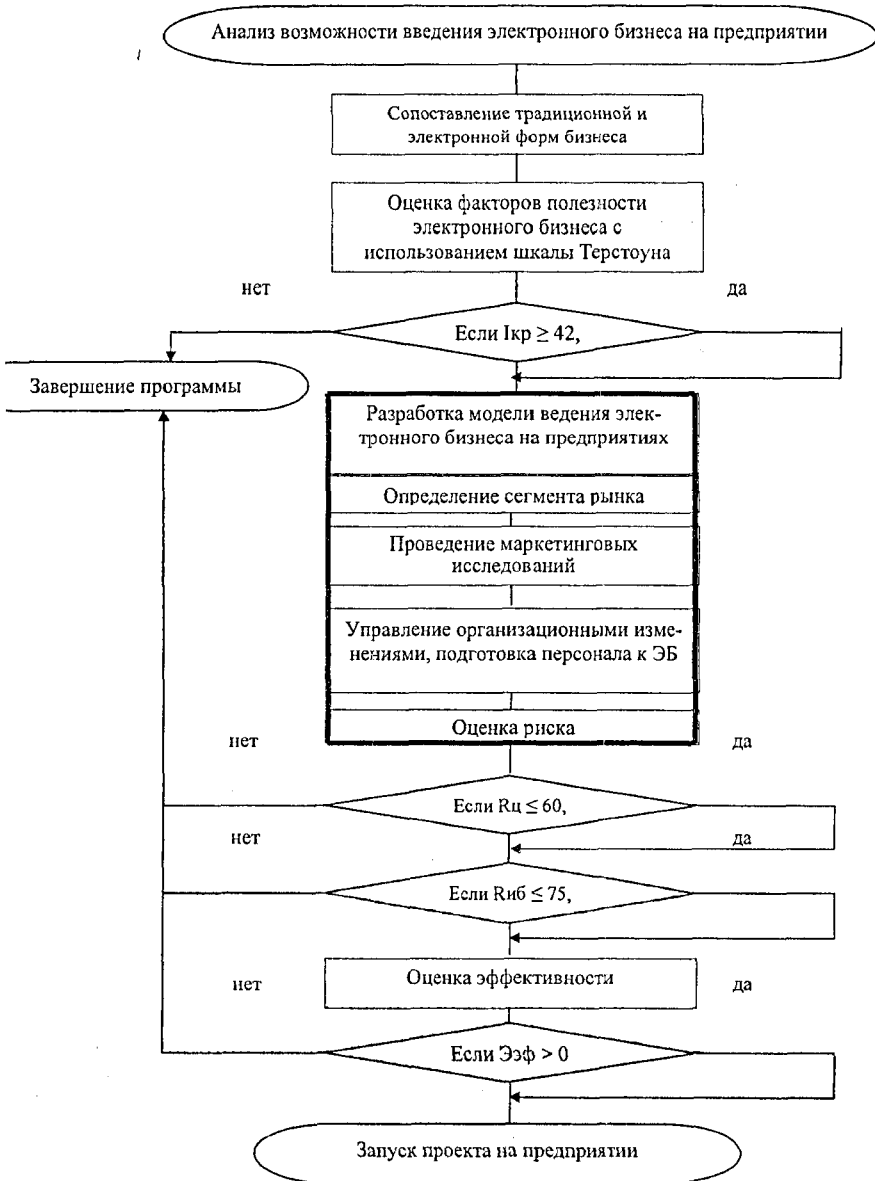 Анализ возможности введения электронного бизнеса на предприятии
Сопоставление традиционной и
электронной форм бизнеса
Оценка факторов полезности
электронного бизнеса с
использованием шкалы Терстоуна
нет
да
Если Iкр ≥ 42,
Завершение программы
Разработка модели ведения элек-
тронного бизнеса на предприятиях
Определение сегмента рынка
Проведение маркетинговых
исследований
Управление организационными изме-
нениями, подготовка персонала к ЭБ
Оценка риска
нет
да
Если Rц ≤ 60,
нет
да
Если Rиб ≤ 75,
Оценка эффективности
нет
да
Если Ээф > 0
Запуск проекта на предприятии